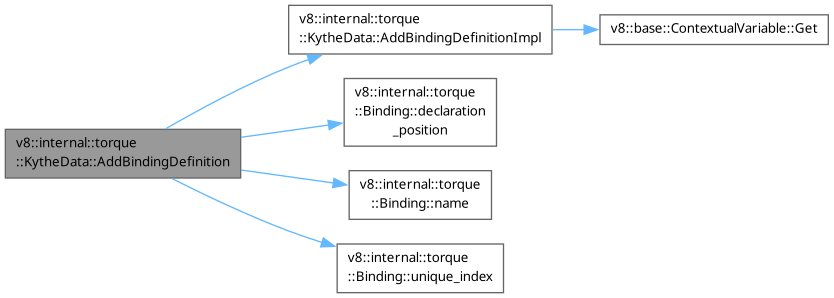 v8::internal::torque
::KytheData::AddBindingDefinition
v8::internal::torque
::KytheData::AddBindingDefinitionImpl
v8::base::ContextualVariable::Get
v8::internal::torque
::Binding::declaration
_position
v8::internal::torque
::Binding::name
v8::internal::torque
::Binding::unique_index